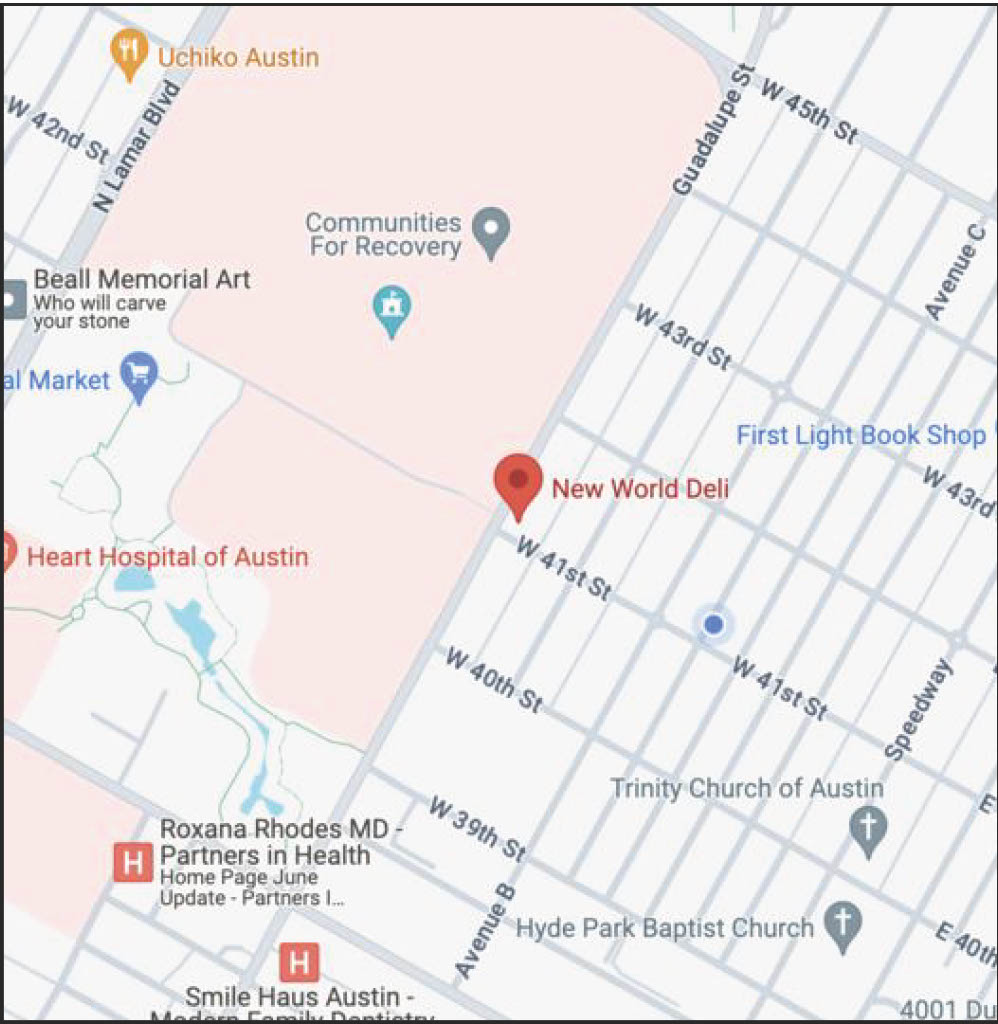 Uchiko Austin
W 42nd St
N Lamar Blvd
Guadalupe St
W 45th St
Communities
For Recovery
Avenue C
Beall Memorial Art
Who will carve
your stone
W 43rd St
al Market
First Light Book Shop
W 43rd
New World Deli
Heart Hospital of Austin
W 41st St
W 40th St
W 41st St
Speedway
Trinity Church of Austin
E
W 39th St
Roxana Rhodes MD -
Partners in Health
Home Page June
Update - Partners I...
H
Avenue B
Hyde Park Baptist Church
E 40th
H
Smile Haus Austin -
Modern Family Dentistry
4001 Du